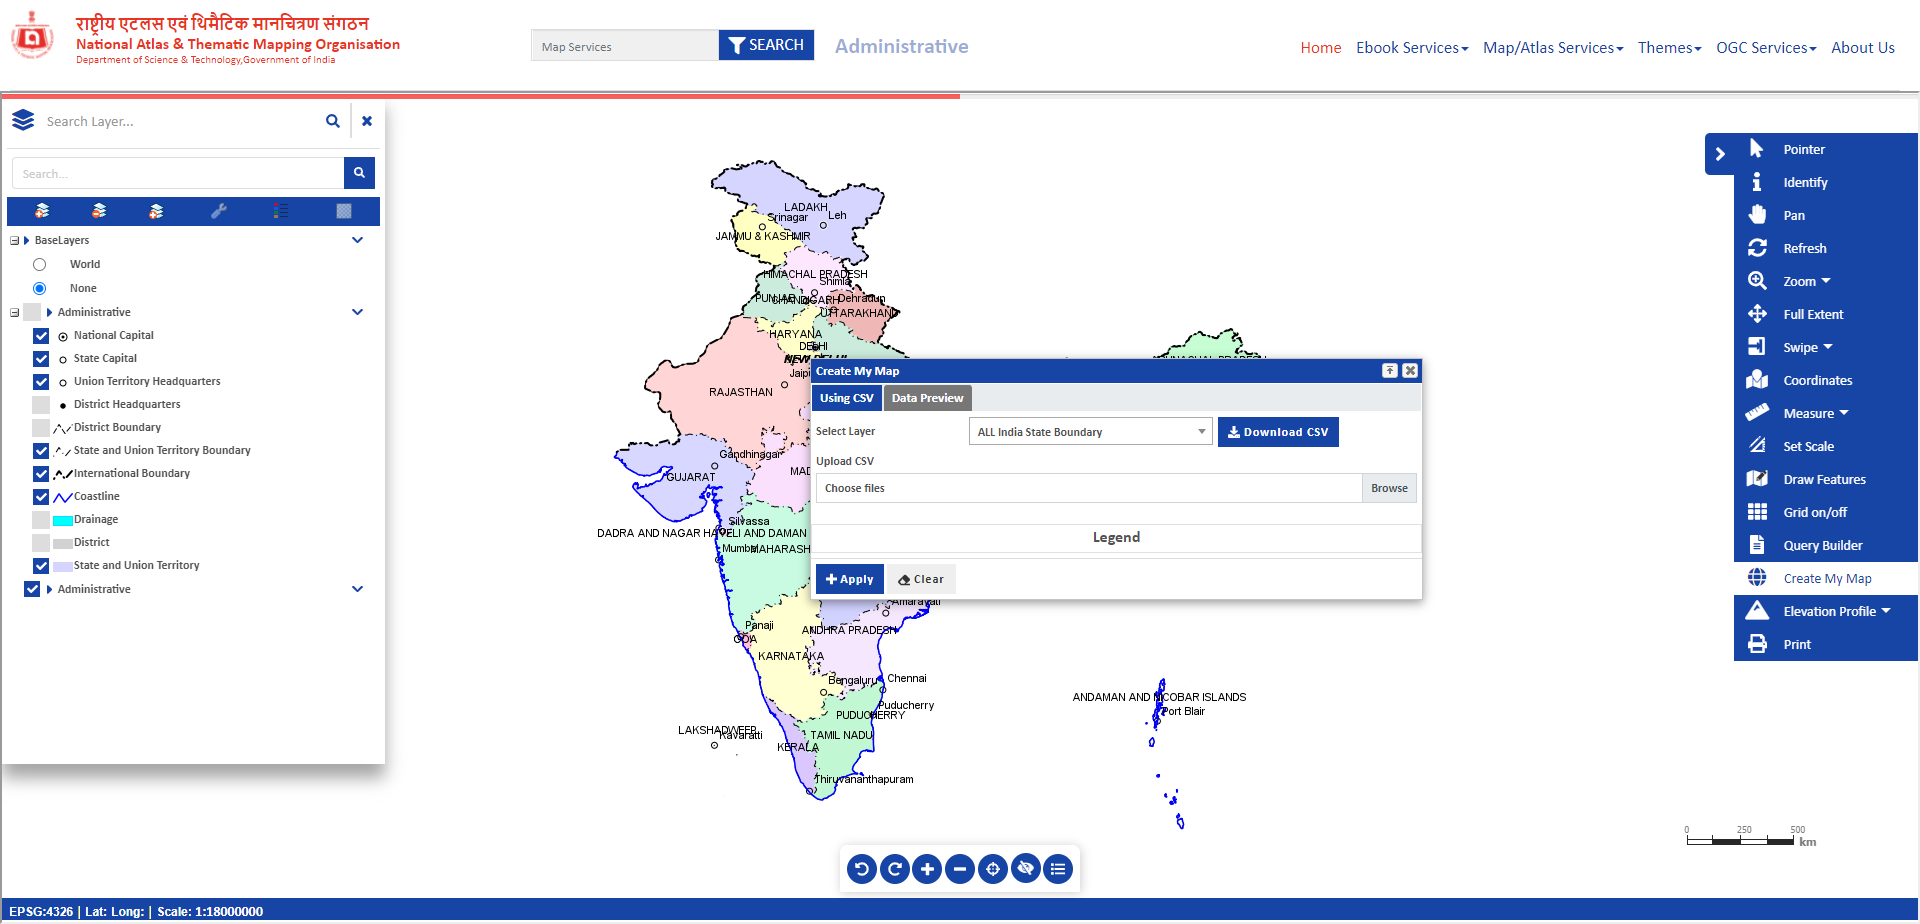 राष्ट्रीय एटलस एवं थिमैटिक मानचित्रण संगठन
National Atlas & Thematic Mapping Organisation
Department of Science & Technology,Government of India
Map Services
SEARCH
Administrative
Home
Ebook Services
Map/Atlas Services
Themes
OGC Services
About Us
Search Layer...
Search...
BaseLayers
World
None
Administrative
National Capital
State Capital
Union Territory Headquarters
District Headquarters
District Boundary
State and Union Territory Boundary
International Boundary
Coastline
Drainage
District
State and Union Territory
Administrative
LADAKH
Srinagar
Leh
JAMMU & KASHMIR
HIMACHAL PRADESH
Shimla
PUNJAB
CHANDIGARH
Dehradun
UTTARAKHAND
HARYANA
DELHI
RAJASTHAN
Gandhinagar
GUJARAT
Silvassa
DADRA AND NAGAR HAVELI AND DAMAN
Mumbai
Panaji
GOA
KARNATAKA
ANDHRA PRADESH
Amaravati
Bengaluru
Chennai
Puducherry
PUDUCHERRY
LAKSHADWEEP
Kavaratti
TAMIL NADU
KERALA
Thiruvananthapuram
ANDAMAN AND NICOBAR ISLANDS
Port Blair
Create My Map
Using CSV
Data Preview
Select Layer
ALL India State Boundary
Download CSV
Upload CSV
Choose files
Browse
Legend
Apply
Clear
Pointer
Identify
Pan
Refresh
Zoom
Full Extent
Swipe
Coordinates
Measure
Set Scale
Draw Features
Grid on/off
Query Builder
Create My Map
Elevation Profile
Print
0 250 500
km
EPSG:4326 | Lat: Long: | Scale: 1:18000000